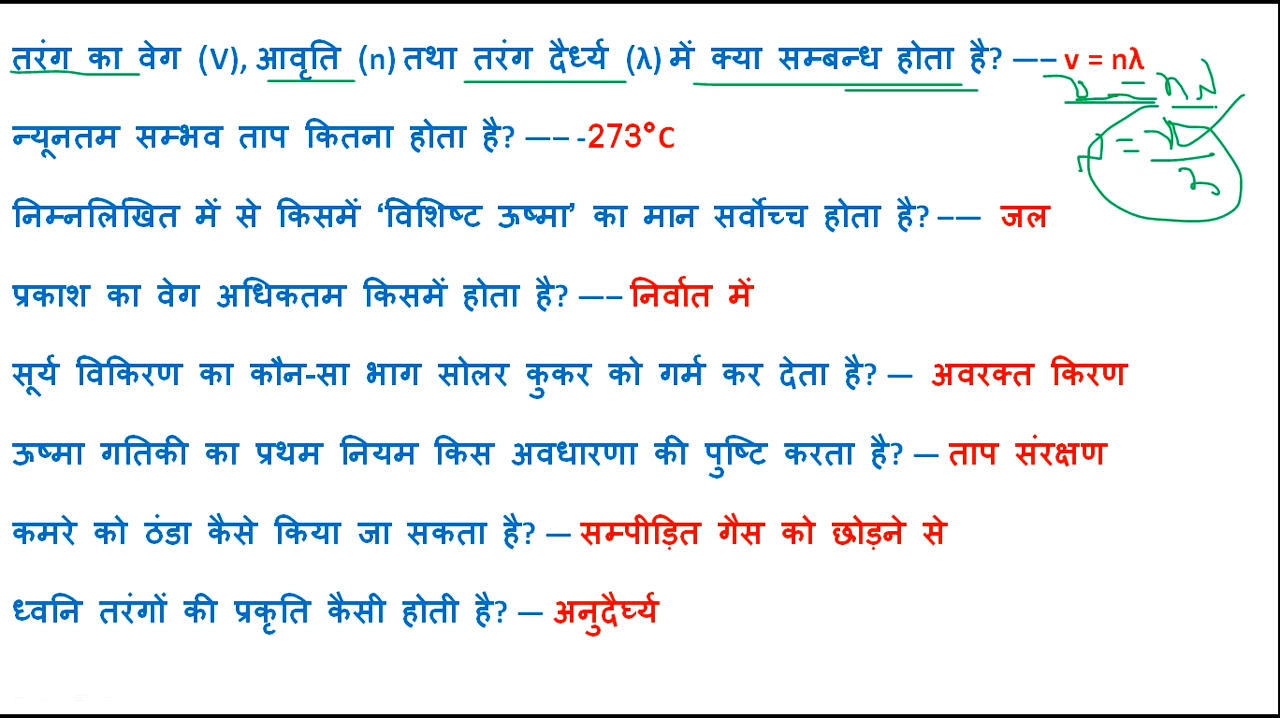 तरंग का वेग (V), आवृति (n) तथा तरंग दैर्ध्य (λ) में क्या सम्बन्ध होता है? —– v = nλ
न्यूनतम सम्भव ताप कितना होता है? —– -273°C
निम्नलिखित में से किसमें ‘विशिष्ट ऊष्मा’ का मान सर्वोच्च होता है? –— जल
प्रकाश का वेग अधिकतम किसमें होता है? —– निर्वात में
सूर्य विकिरण का कौन-सा भाग सोलर कुकर को गर्म कर देता है? — अवरक्त किरण
ऊष्मा गतिकी का प्रथम नियम किस अवधारणा की पुष्टि करता है? — ताप संरक्षण
कमरे को ठंडा कैसे किया जा सकता है? — सम्पीड़ित गैस को छोड़ने से
ध्वनि तरंगों की प्रकृति कैसी होती है? — अनुदैर्घ्य